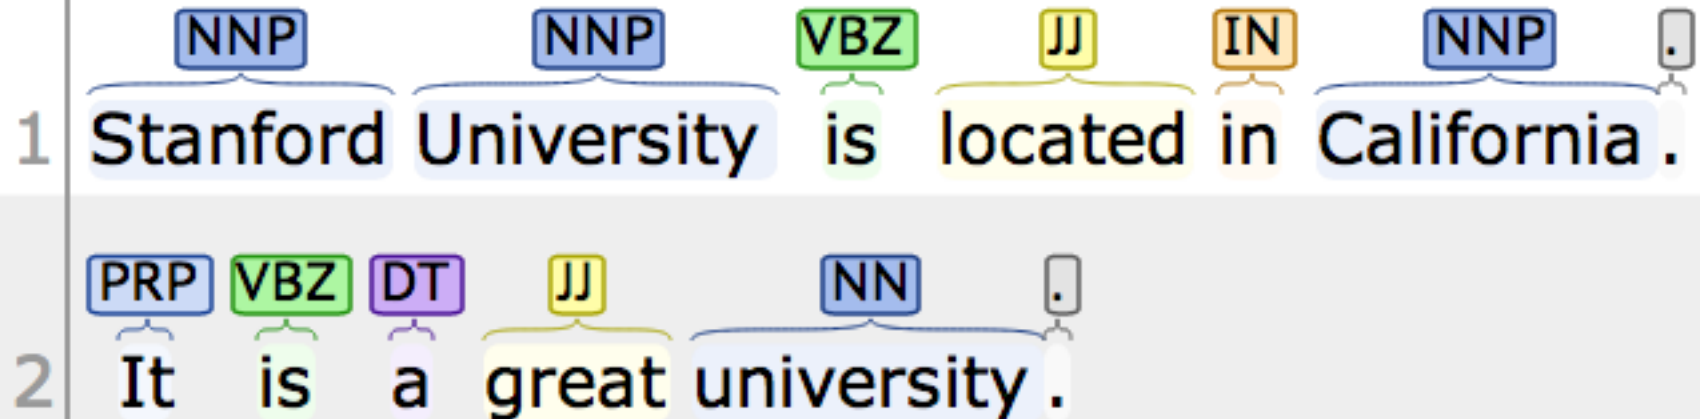 NNP NNP VBZ JJ IN NNP .
1 Stanford University is located in California .
PRP VBZ DT JJ NN .
2 It is a great university .